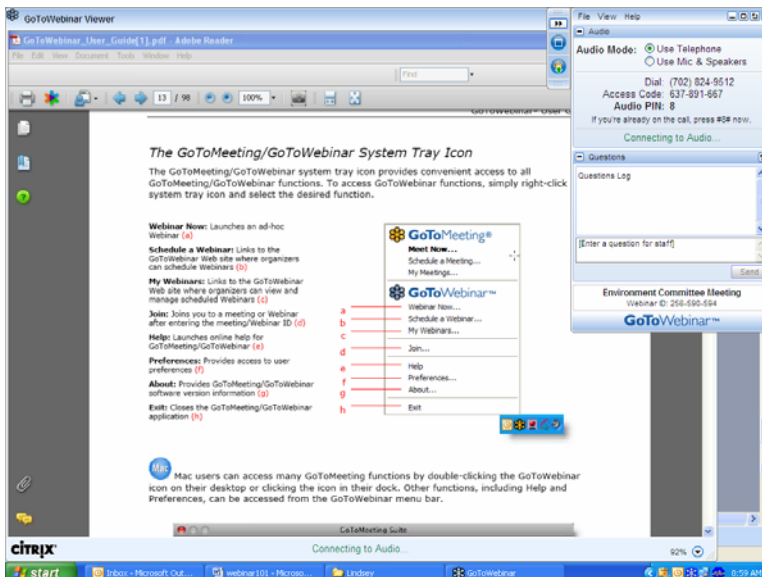 GoToWebinar Viewer
GoToWebinar_User_Guide[1].pdf - Adobe Reader
File Edit View Document Tools Window Help
Find
13 / 98
100%
GoToWebinar® User
The GoToMeeting/GoToWebinar System Tray Icon
The GoToMeeting/GoToWebinar system tray icon provides convenient access to all
GoToMeeting/GoToWebinar functions. To access GoToWebinar functions, simply right-click
system tray icon and select the desired function.
Webinar Now: Launches an ad-hoc
Webinar (a)
Schedule a Webinar: Links to the
GoToWebinar Web site where organizers
can schedule Webinars (b)
My Webinars: Links to the GoToWebinar
Web site where organizers can view and
manage scheduled Webinars (c)
Join: Joins you to a meeting or Webinar
after entering the meeting/Webinar ID (d)
Help: Launches online help for
GoToMeeting/GoToWebinar (e)
Preferences: Provides access to user
preferences (f)
About: Provides GoToMeeting/GoToWebinar
software version information (g)
Exit: Closes the GoToMeeting/GoToWebinar
application (h)
GoToMeeting®
Meet Now...
Schedule a Meeting...
My Meetings...
GoToWebinar™
a Webinar Now...
b Schedule a Webinar...
c My Webinars...
d Join...
e Help
f Preferences...
g About...
h Exit
Mac
Mac users can access many GoToMeeting functions by double-clicking the GoToWebinar
icon on their desktop or clicking the icon in their dock. Other functions, including Help and
Preferences, can be accessed from the GoToWebinar menu bar.
GoToMeeting Suite
File View Help
Audio
Audio Mode: Use Telephone
Use Mic & Speakers
Dial: (702) 824-9512
Access Code: 637-891-667
Audio PIN: 8
If you're already on the call, press #8# now.
Connecting to Audio...
Questions
Questions Log
[Enter a question for staff]
Send
Environment Committee Meeting
Webinar ID: 258-590-594
GoToWebinar™
CITRIX
Connecting to Audio...
92%
start
Inbox - Microsoft Out...
webinar101 - Microso...
Lindsey
GoToWebinar
8:59 AM